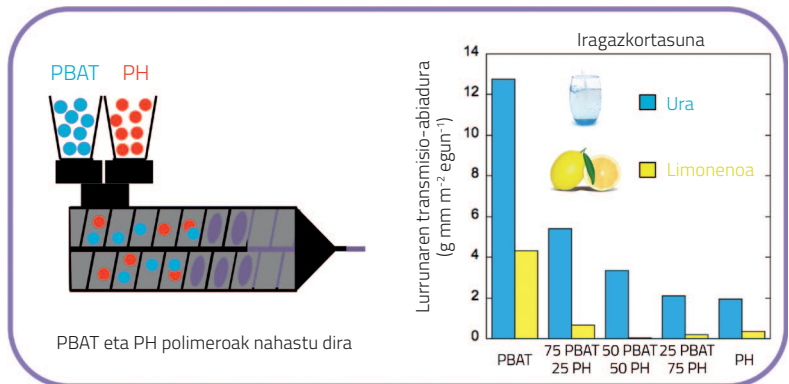 PBAT PH
PBAT eta PH polimeroak nahastu dira
Iragazkortasuna
Lurrunaren transmisio-abiadura
(g mm m⁻² egun⁻¹)
14
12
10
8
6
4
2
0
Ura
Limonenoa
PBAT
75 PBAT
25 PH
50 PBAT
50 PH
25 PBAT
75 PH
PH